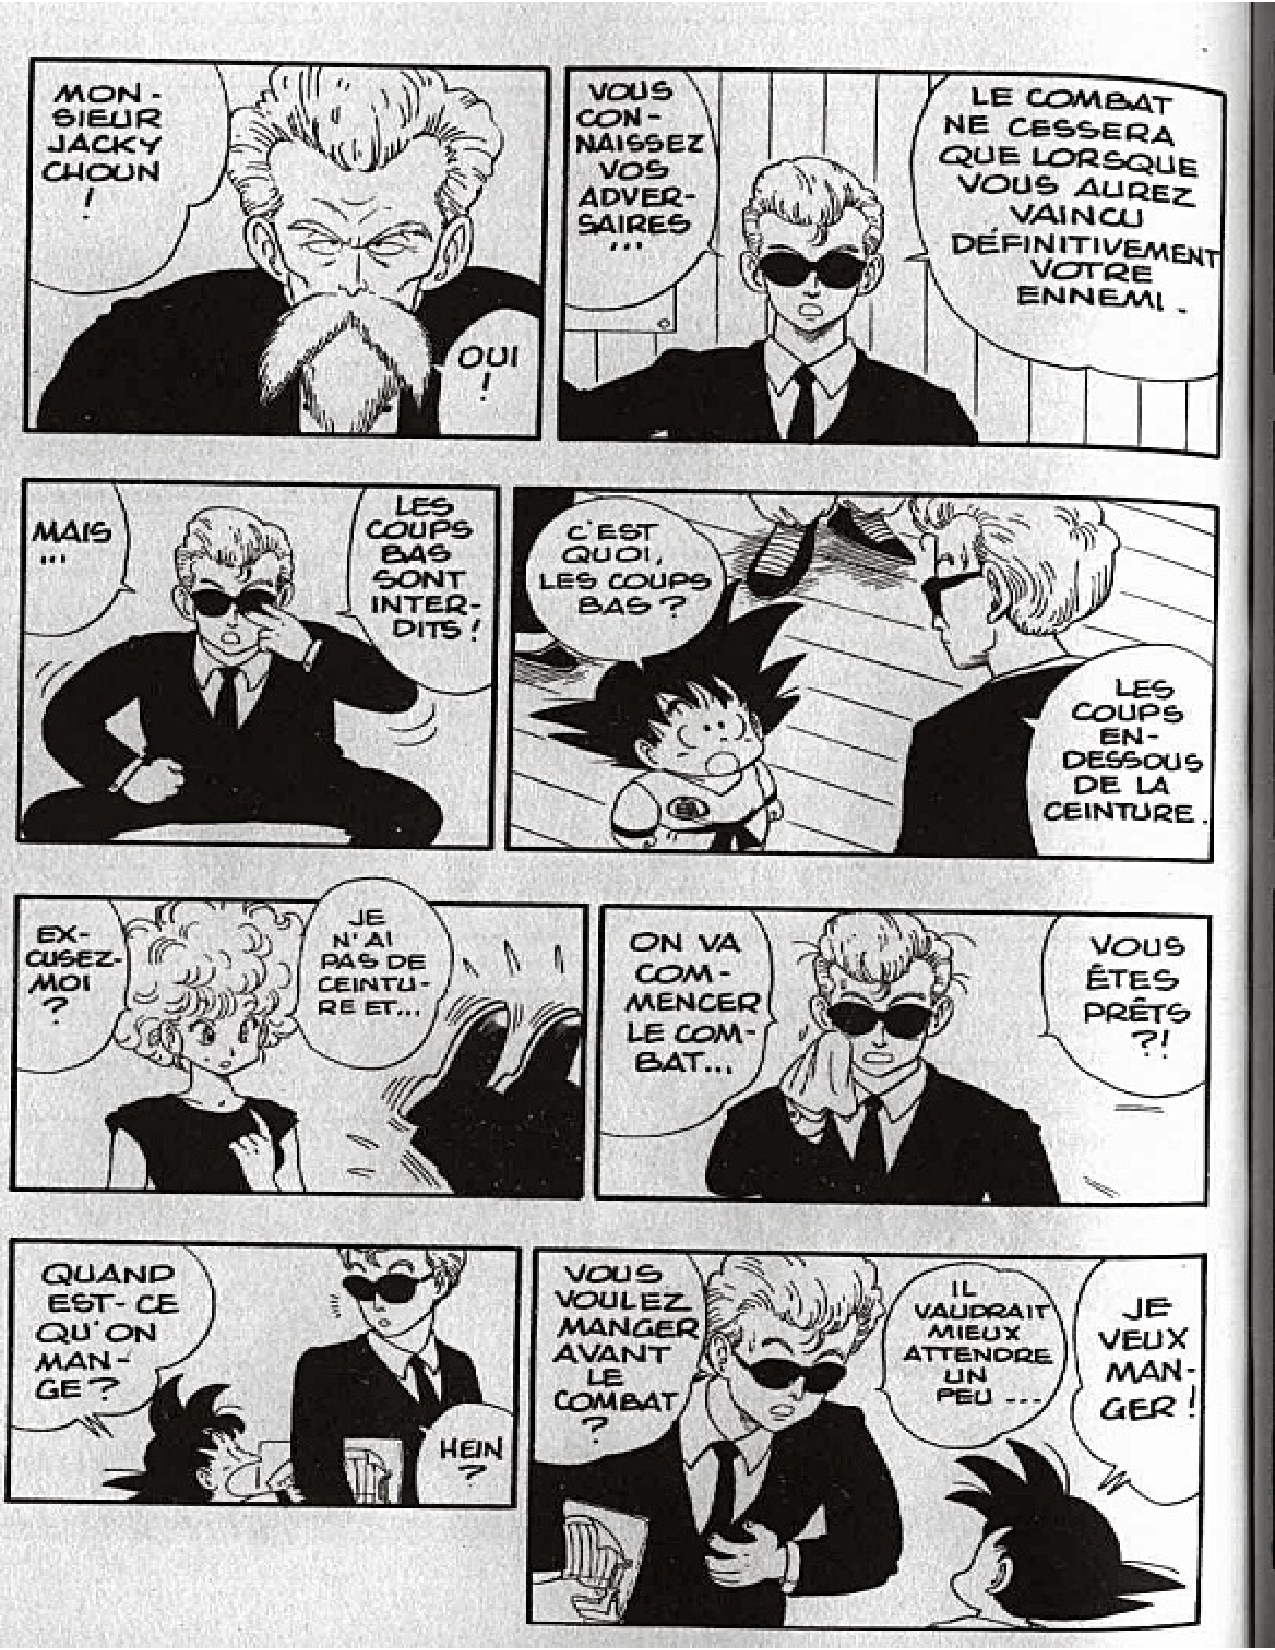 MON-
SIEUR
JACKY
CHOUN
!
OUI
!
VOUS
CON-
NAISSEZ
VOS
ADVER-
SAIRES
...
LE COMBAT
NE CESSERA
QUE LORSQUE
VOUS AUREZ
VAINCU
DÉFINITIVEMENT
VOTRE
ENNEMI.
MAIS
...
LES
COUPS
BAS
SONT
INTER-
DITS!
C'EST
QUOI,
LES COUPS
BAS?
LES
COUPS
EN-
DESSOUS
DE LA
CEINTURE.
EX-
CUSEZ-
MOI
?
JE
N'AI
PAS DE
CEINTU-
RE ET...
ON VA
COM-
MENCER
LE COM-
BAT...
VOUS
ÊTES
PRÊTS
?!
QUAND
EST-CE
QU'ON
MAN-
GE?
HEIN
?
VOUS
VOULEZ
MANGER
AVANT
LE
COMBAT
?
IL
VAUDRAIT
MIEUX
ATTENDRE
UN
PEU...
JE
VEUX
MAN-
GER!